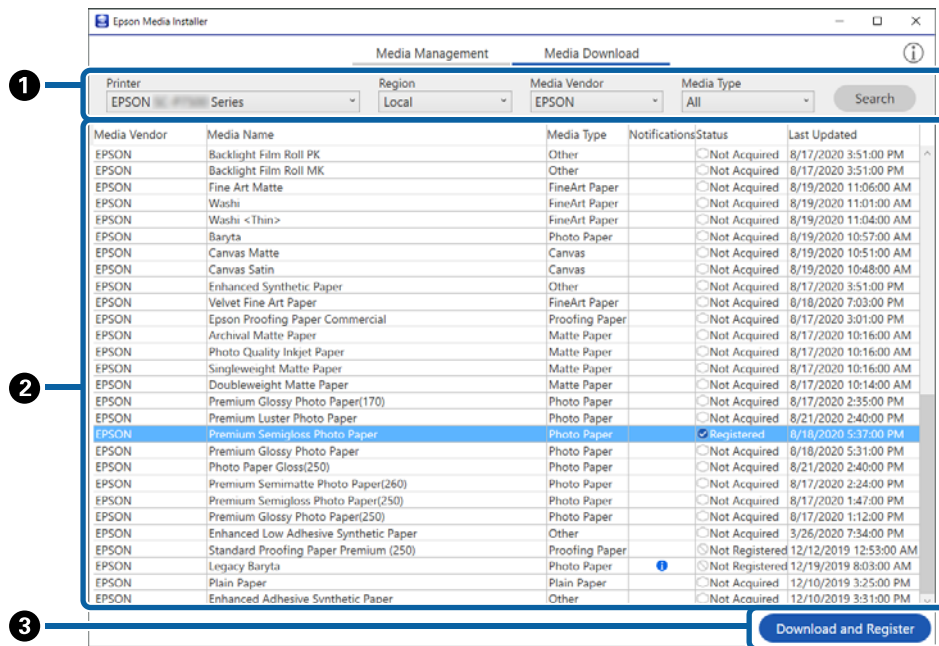 Epson Media Installer
Media Management Media Download
1
Printer Region Media Vendor Media Type
EPSON Series Local EPSON All Search
2
Media Vendor Media Name Media Type Notifications Status Last Updated
EPSON Backlight Film Roll PK Other Not Acquired 8/17/2020 3:51:00 PM
EPSON Backlight Film Roll MK Other Not Acquired 8/17/2020 3:51:00 PM
EPSON Fine Art Matte FineArt Paper Not Acquired 8/19/2020 11:06:00 AM
EPSON Washi FineArt Paper Not Acquired 8/19/2020 11:01:00 AM
EPSON Washi <Thin> FineArt Paper Not Acquired 8/19/2020 11:04:00 AM
EPSON Baryta Photo Paper Not Acquired 8/19/2020 10:57:00 AM
EPSON Canvas Matte Canvas Not Acquired 8/19/2020 10:51:00 AM
EPSON Canvas Satin Canvas Not Acquired 8/19/2020 10:48:00 AM
EPSON Enhanced Synthetic Paper Other Not Acquired 8/17/2020 3:51:00 PM
EPSON Velvet Fine Art Paper FineArt Paper Not Acquired 8/18/2020 7:03:00 PM
EPSON Epson Proofing Paper Commercial Proofing Paper Not Acquired 8/17/2020 3:01:00 PM
EPSON Archival Matte Paper Matte Paper Not Acquired 8/17/2020 10:16:00 AM
EPSON Photo Quality Inkjet Paper Matte Paper Not Acquired 8/17/2020 10:16:00 AM
EPSON Singleweight Matte Paper Matte Paper Not Acquired 8/17/2020 10:16:00 AM
EPSON Doubleweight Matte Paper Matte Paper Not Acquired 8/17/2020 10:14:00 AM
EPSON Premium Glossy Photo Paper(170) Photo Paper Not Acquired 8/17/2020 2:35:00 PM
EPSON Premium Luster Photo Paper Photo Paper Not Acquired 8/21/2020 2:40:00 PM
EPSON Premium Semigloss Photo Paper Photo Paper Registered 8/18/2020 5:37:00 PM
EPSON Premium Glossy Photo Paper Photo Paper Not Acquired 8/18/2020 5:31:00 PM
EPSON Photo Paper Gloss(250) Photo Paper Not Acquired 8/21/2020 2:40:00 PM
EPSON Premium Semimatte Photo Paper(260) Photo Paper Not Acquired 8/17/2020 2:24:00 PM
EPSON Premium Semigloss Photo Paper(250) Photo Paper Not Acquired 8/17/2020 1:47:00 PM
EPSON Premium Glossy Photo Paper(250) Photo Paper Not Acquired 8/17/2020 1:12:00 PM
EPSON Enhanced Low Adhesive Synthetic Paper Other Not Acquired 3/26/2020 7:34:00 PM
EPSON Standard Proofing Paper Premium (250) Proofing Paper Not Registered 12/12/2019 12:53:00 AM
EPSON Legacy Baryta Photo Paper Not Registered 12/19/2019 8:03:00 AM
EPSON Plain Paper Plain Paper Not Acquired 12/10/2019 3:25:00 PM
EPSON Enhanced Adhesive Synthetic Paper Other Not Acquired 12/10/2019 3:31:00 PM
3
Download and Register